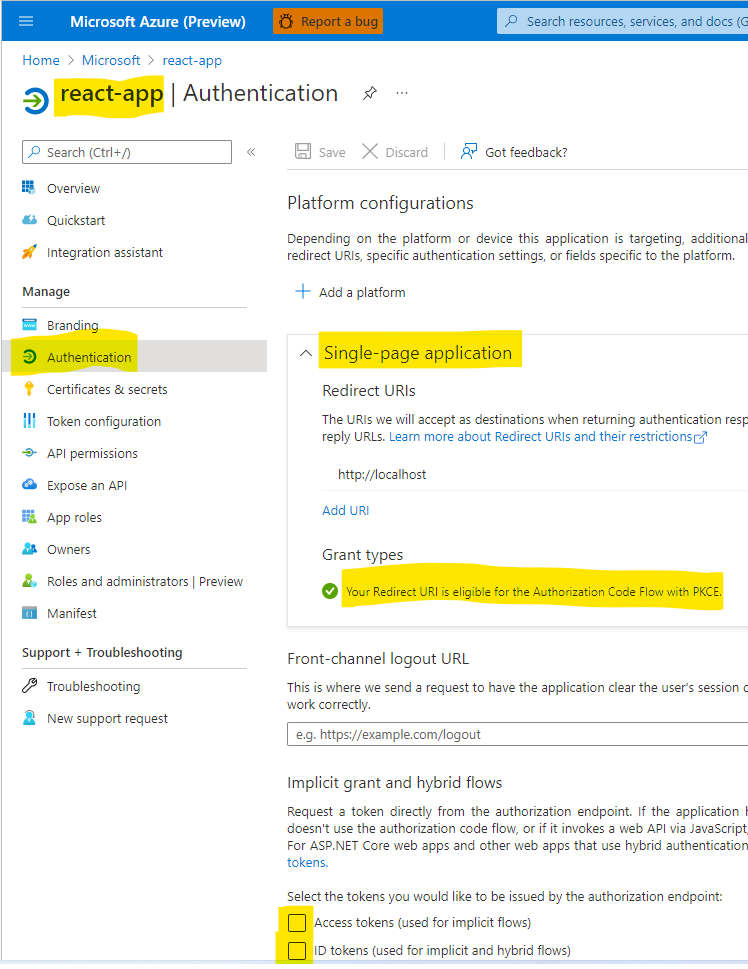 Microsoft Azure (Preview)
Report a bug
Search resources, services, and docs (G
Home > Microsoft > react-app
react-app | Authentication
Search (Ctrl+/)
«
Save
Discard
Got feedback?
Overview
Quickstart
Integration assistant
Manage
Branding
Authentication
Certificates & secrets
Token configuration
API permissions
Expose an API
App roles
Owners
Roles and administrators | Preview
Manifest
Support + Troubleshooting
Troubleshooting
New support request
Platform configurations
Depending on the platform or device this application is targeting, additional
redirect URIs, specific authentication settings, or fields specific to the platform.
Add a platform
Single-page application
Redirect URIs
The URIs we will accept as destinations when returning authentication resp
reply URLs. Learn more about Redirect URIs and their restrictions
http://localhost
Add URI
Grant types
Your Redirect URI is eligible for the Authorization Code Flow with PKCE.
Front-channel logout URL
This is where we send a request to have the application clear the user's session
work correctly.
e.g. https://example.com/logout
Implicit grant and hybrid flows
Request a token directly from the authorization endpoint. If the application
doesn't use the authorization code flow, or if it invokes a web API via JavaScript,
For ASP.NET Core web apps and other web apps that use hybrid authentication
tokens.
Select the tokens you would like to be issued by the authorization endpoint:
Access tokens (used for implicit flows)
ID tokens (used for implicit and hybrid flows)